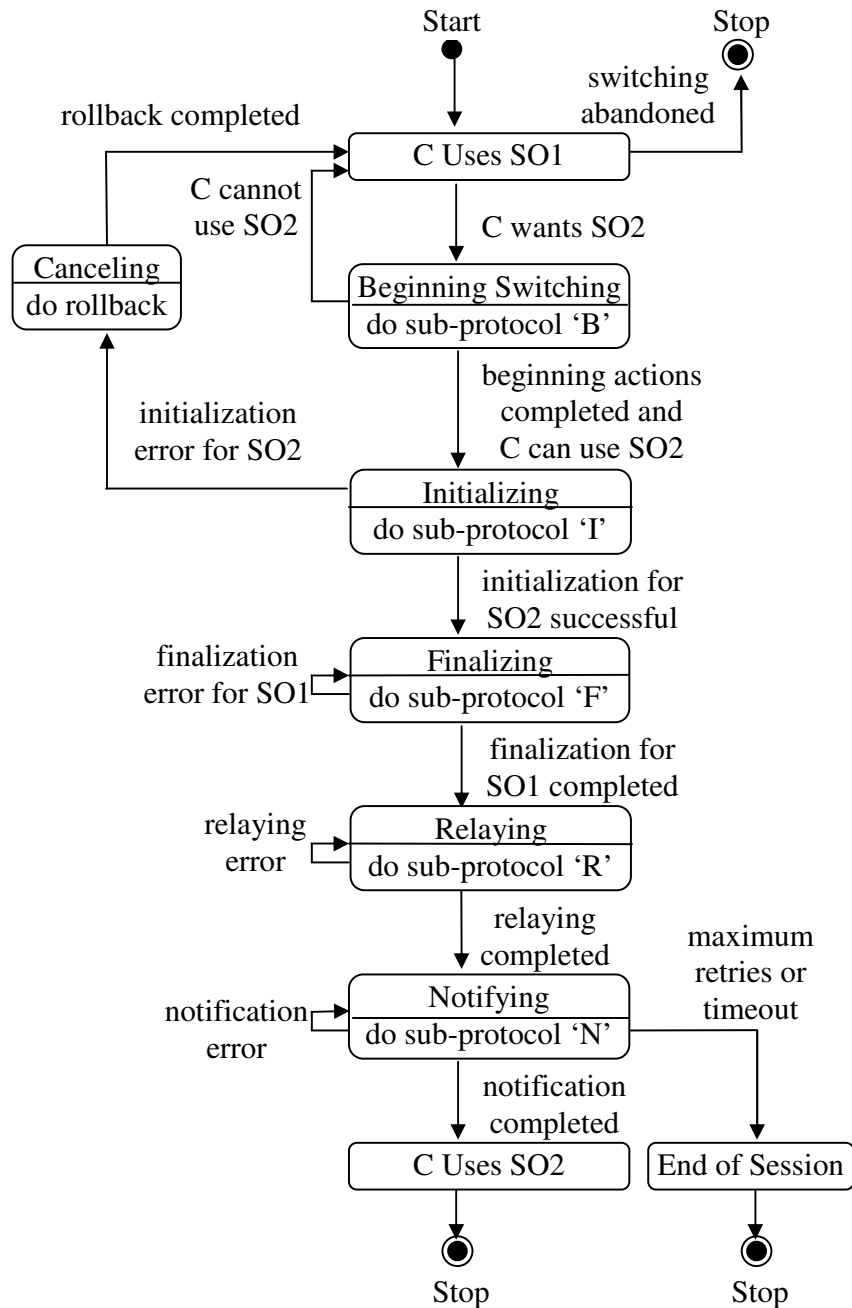 Start
Stop
switching
abandoned
rollback completed
C Uses SO1
C cannot
use SO2
C wants SO2
Canceling
do rollback
Beginning Switching
do sub-protocol ‘B’
beginning actions
completed and
C can use SO2
initialization
error for SO2
Initializing
do sub-protocol ‘I’
initialization for
SO2 successful
finalization
error for SO1
Finalizing
do sub-protocol ‘F’
finalization for
SO1 completed
relaying
error
Relaying
do sub-protocol ‘R’
relaying
completed
maximum
retries or
timeout
notification
error
Notifying
do sub-protocol ‘N’
notification
completed
C Uses SO2
End of Session
Stop
Stop